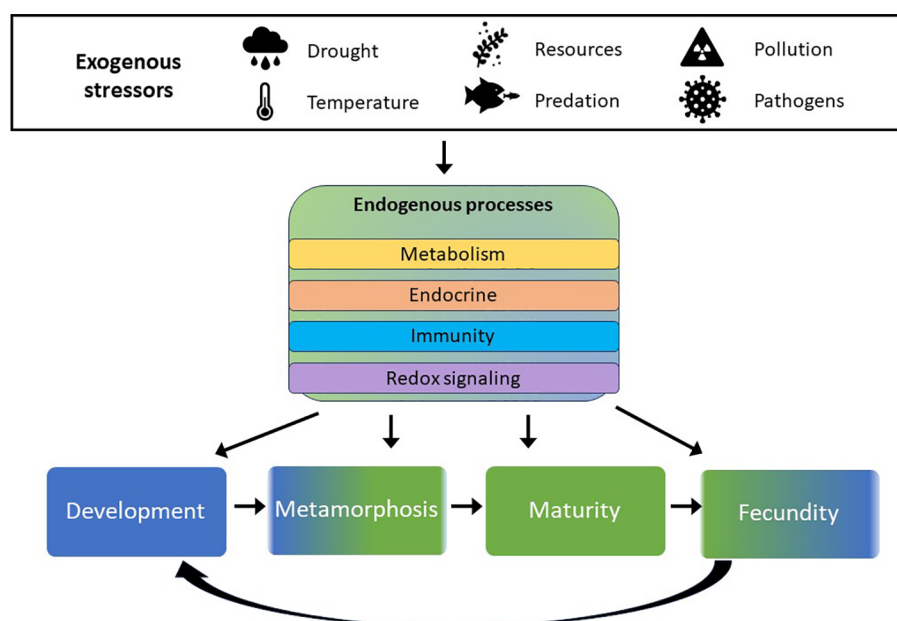 Exogenous
stressors
Drought
Resources
Pollution
Temperature
Predation
Pathogens
Endogenous processes
Metabolism
Endocrine
Immunity
Redox signaling
Development
Metamorphosis
Maturity
Fecundity